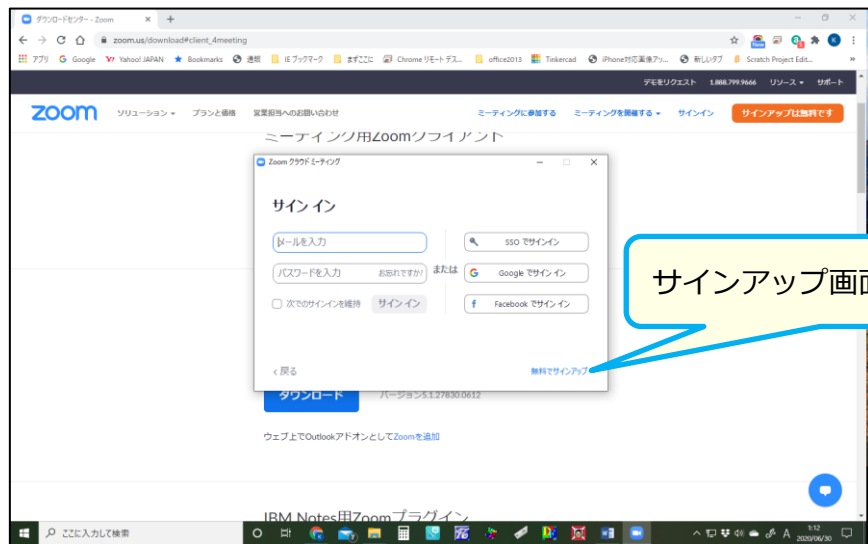 ダウンロードセンター - Zoom
zoom.us/download#client_4meeting
アプリ Google Yahoo! JAPAN Bookmarks 通販 IE ブックマーク まずここに Chrome リモート デス... office2013 Tinkercad iPhone対応画像アッ... 新しいタブ Scratch Project Edit...
デモをリクエスト 1.888.799.9666 リソース サポート
zoom ソリューション プランと価格 営業担当へのお問い合わせ ミーティングに参加する ミーティングを開催する サインイン サインアップは無料です
ミーティング用Zoomクライアント
Zoom クラウド ミーティング
サイン イン
メールを入力
SSO でサインイン
パスワードを入力 お忘れですか? または Google でサイン イン
次でのサインインを維持 サイン イン Facebook でサイン イン
サインアップ画面
戻る 無料でサインアップ
ダウンロード バージョン5.1.27830.0612
ウェブ上でOutlookアドオンとしてZoomを追加
IBM Notes用Zoomプラグイン
ここに入力して検索
A 1:12
2020/06/30